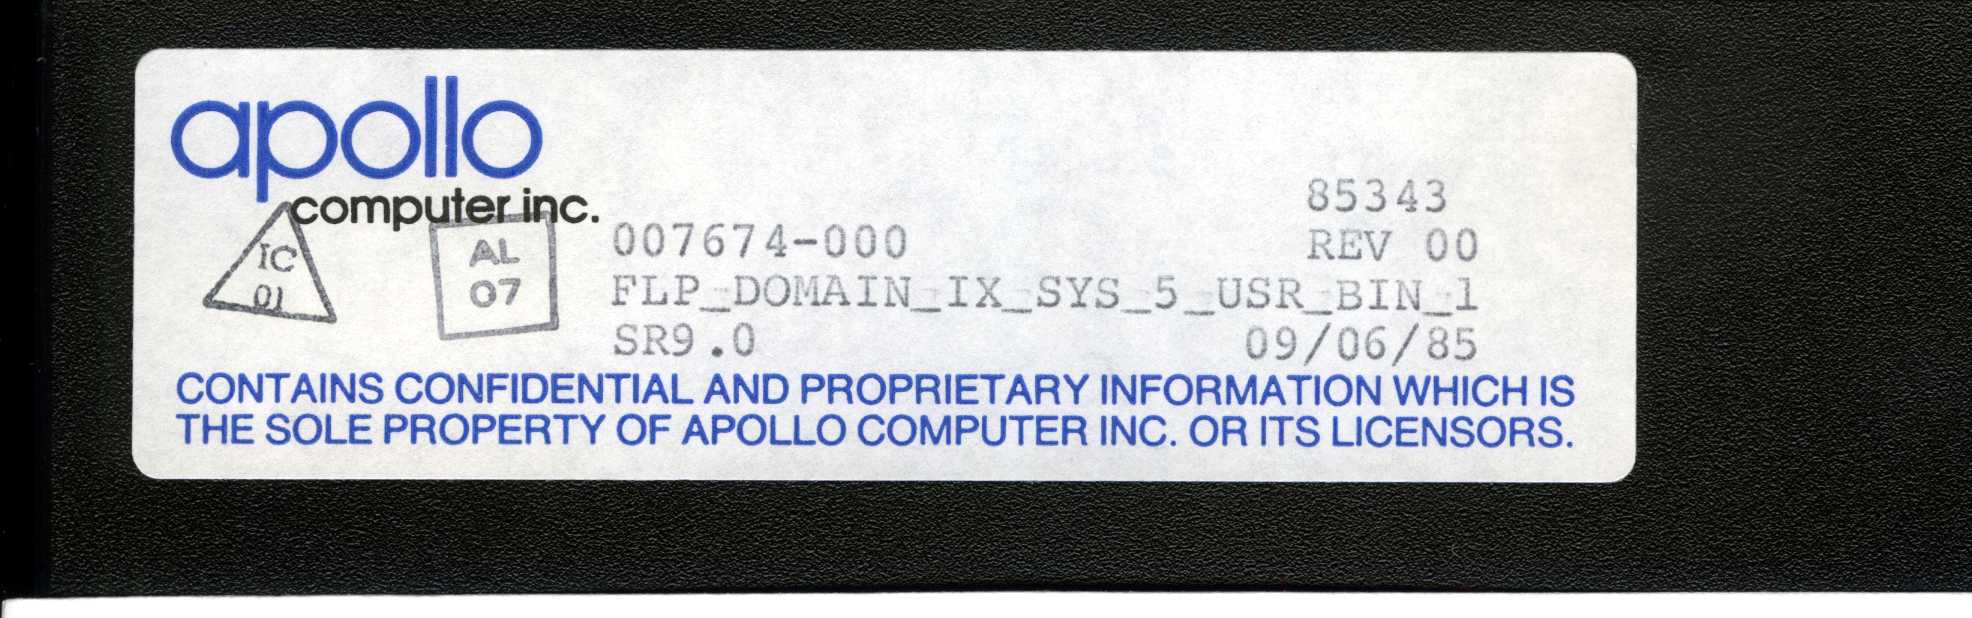 apollo
computer inc.
85343
IC
01
AL
07
007674-000 REV 00
FLP_DOMAIN_IX_SYS_5_USR_BIN_1
SR9.0 09/06/85
CONTAINS CONFIDENTIAL AND PROPRIETARY INFORMATION WHICH IS
THE SOLE PROPERTY OF APOLLO COMPUTER INC. OR ITS LICENSORS.